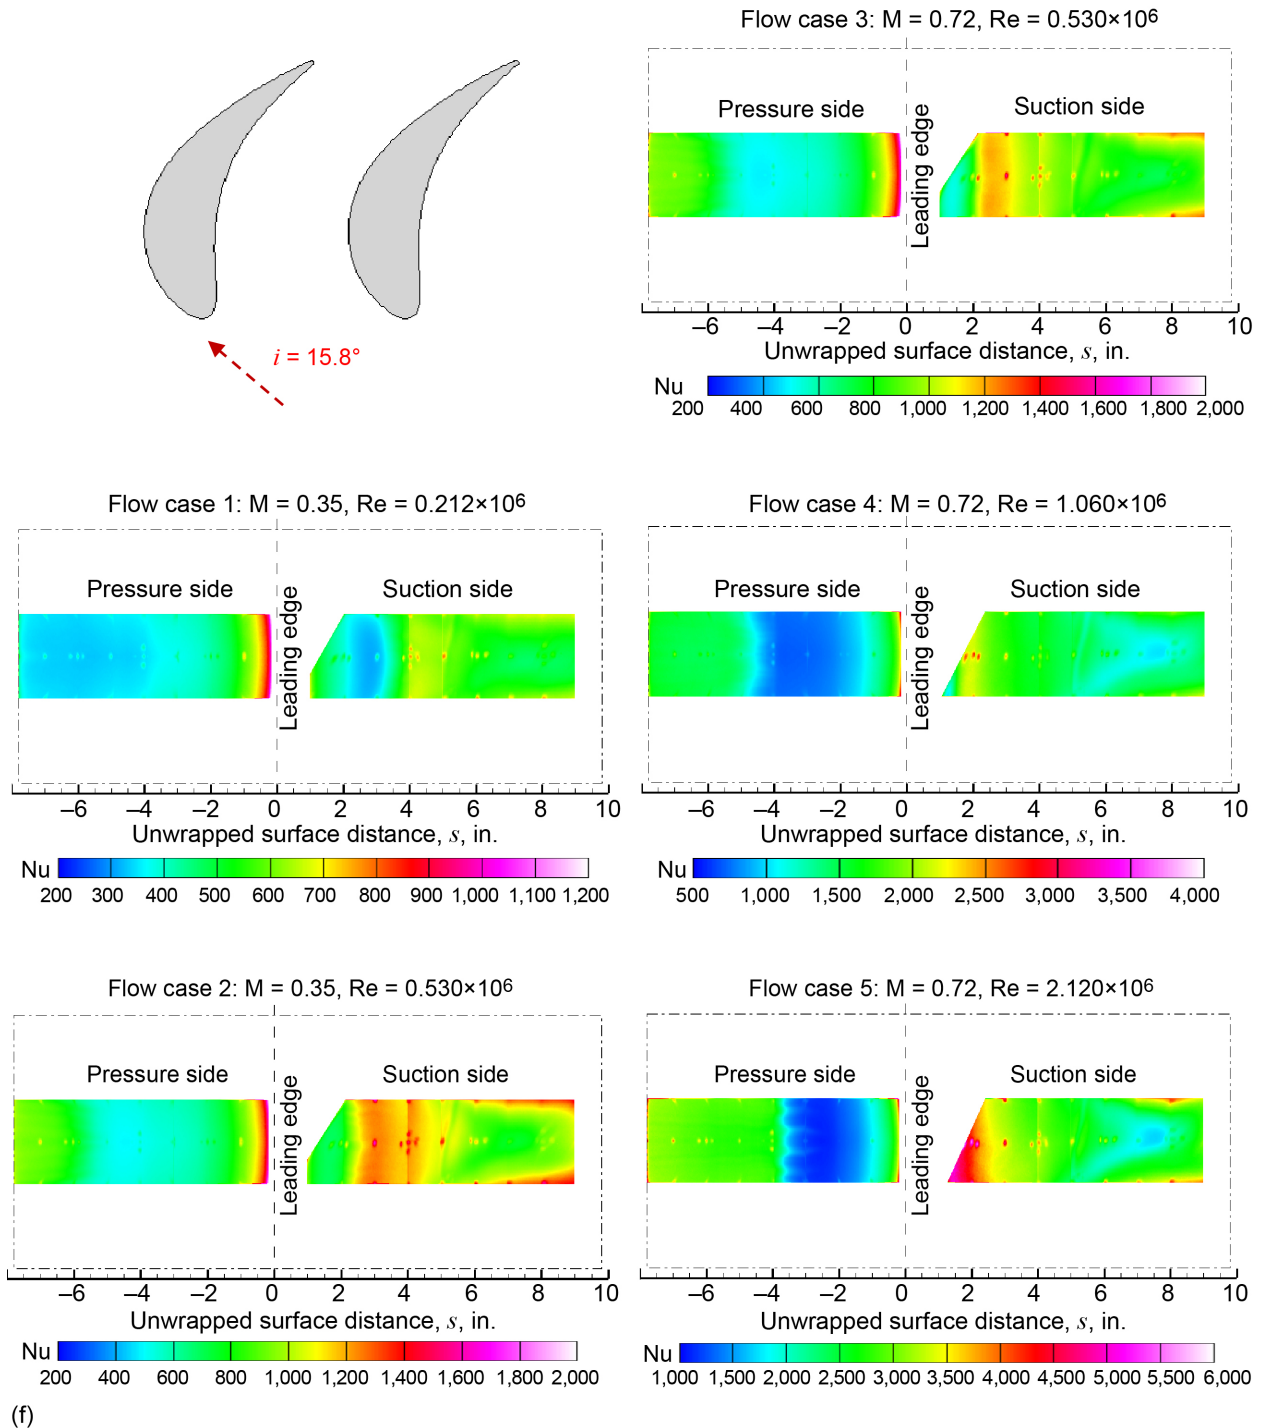 i = 15.8°
Flow case 3: M = 0.72, Re = 0.530×10⁶
Pressure side
Leading edge
Suction side
−6 −4 −2 0 2 4 6 8 10
Unwrapped surface distance, s, in.
Nu
200 400 600 800 1,000 1,200 1,400 1,600 1,800 2,000
Flow case 1: M = 0.35, Re = 0.212×10⁶
Pressure side
Leading edge
Suction side
−6 −4 −2 0 2 4 6 8 10
Unwrapped surface distance, s, in.
Nu
200 300 400 500 600 700 800 900 1,000 1,100 1,200
Flow case 4: M = 0.72, Re = 1.060×10⁶
Pressure side
Leading edge
Suction side
−6 −4 −2 0 2 4 6 8 10
Unwrapped surface distance, s, in.
Nu
500 1,000 1,500 2,000 2,500 3,000 3,500 4,000
Flow case 2: M = 0.35, Re = 0.530×10⁶
Pressure side
Leading edge
Suction side
−6 −4 −2 0 2 4 6 8 10
Unwrapped surface distance, s, in.
Nu
200 400 600 800 1,000 1,200 1,400 1,600 1,800 2,000
Flow case 5: M = 0.72, Re = 2.120×10⁶
Pressure side
Leading edge
Suction side
−6 −4 −2 0 2 4 6 8 10
Unwrapped surface distance, s, in.
Nu
1,000 1,500 2,000 2,500 3,000 3,500 4,000 4,500 5,000 5,500 6,000
(f)